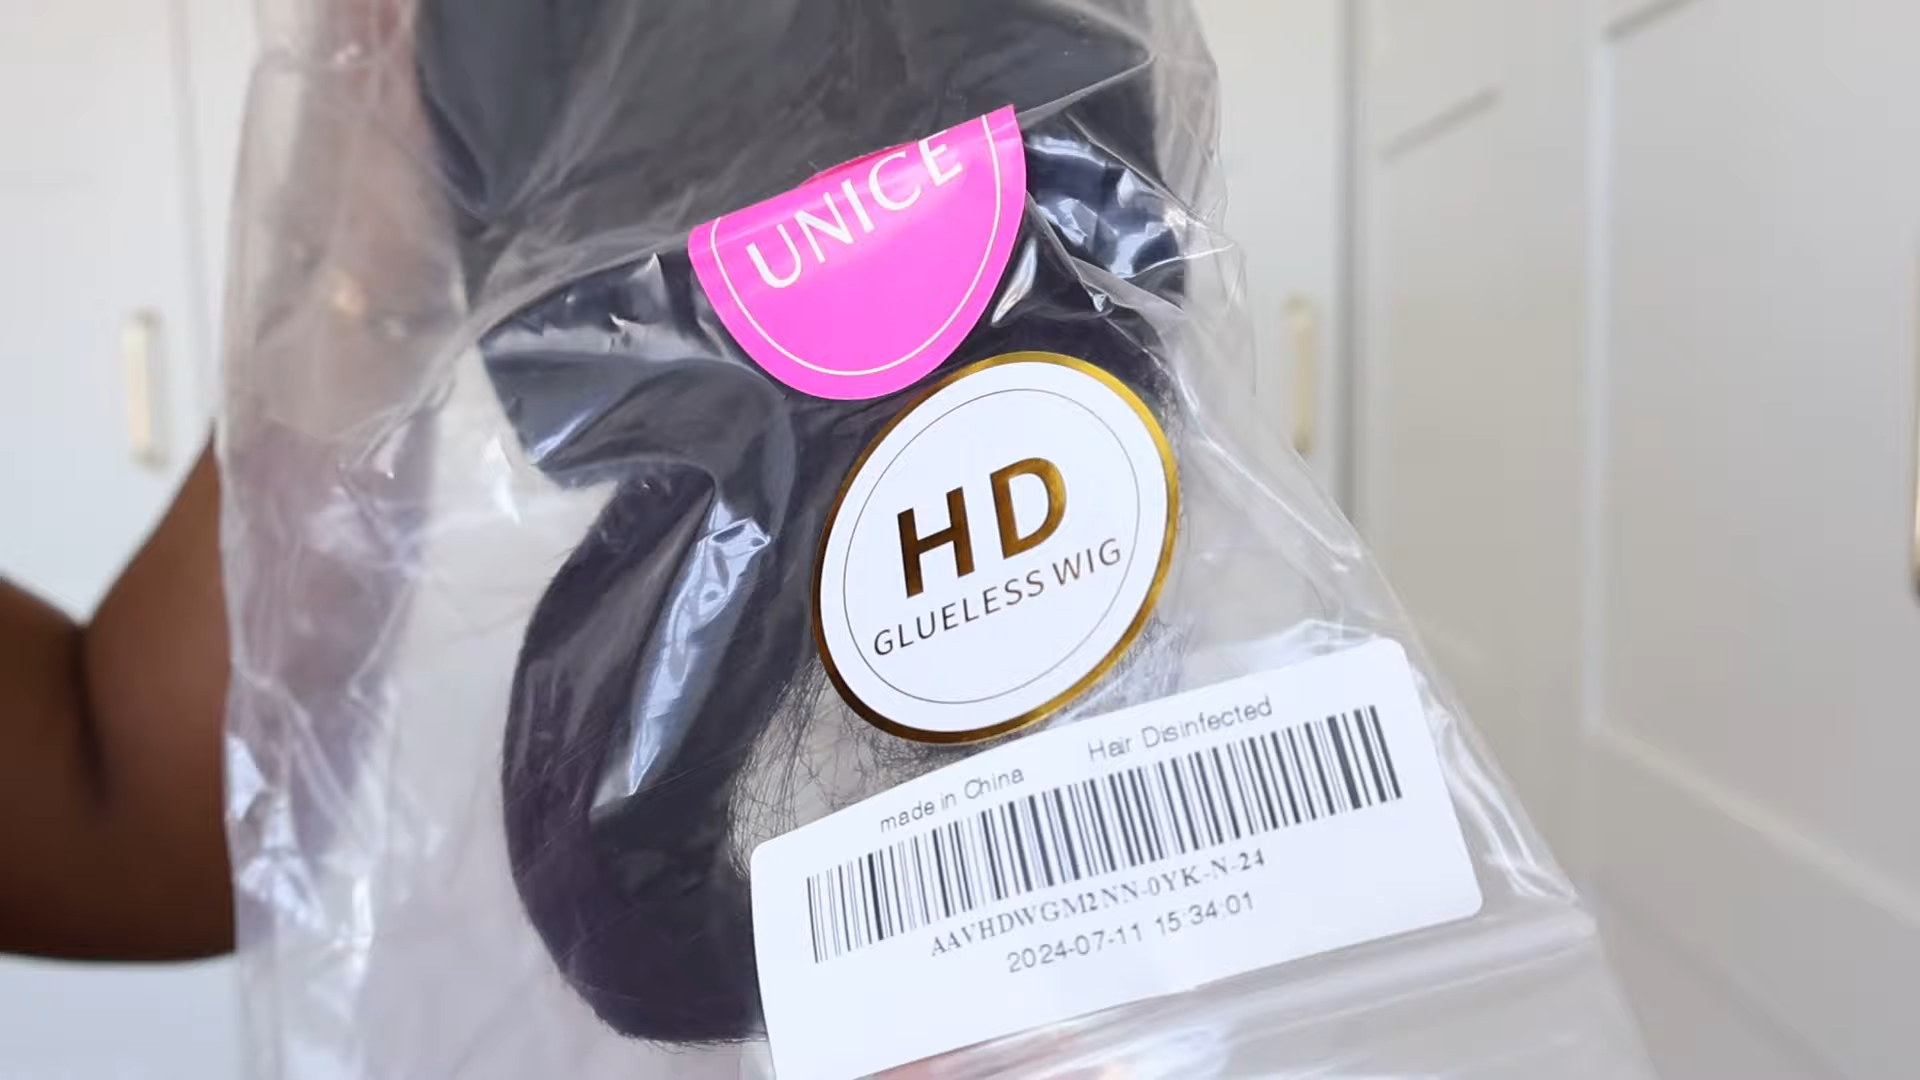 UNICE
HD
GLUELESS WIG
made in China
Hair Disinfected
AAVHDWGM2NN-0YK-N-24
2024-07-11 15:34:01